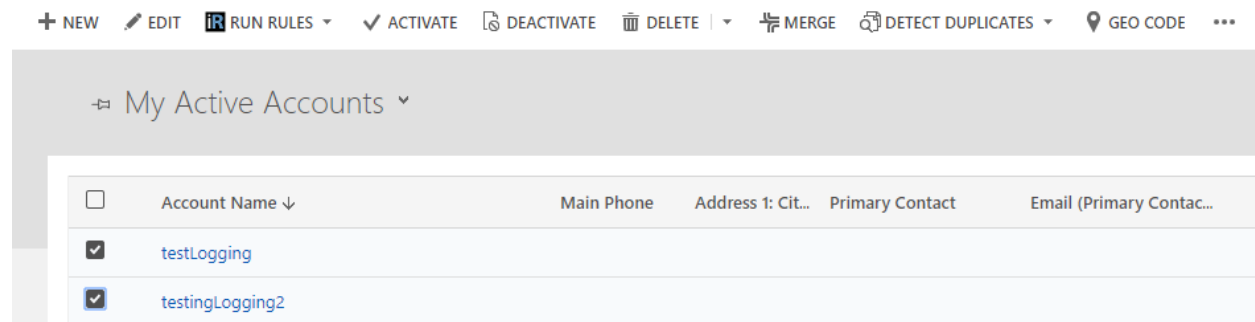 NEW EDIT iR RUN RULES ACTIVATE DEACTIVATE DELETE MERGE DETECT DUPLICATES GEO CODE
My Active Accounts
Account Name Main Phone Address 1: Cit... Primary Contact Email (Primary Contac...
testLogging
testingLogging2